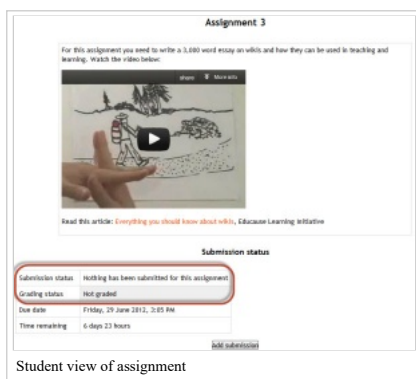 Assignment 3
For this assignment you need to write a 3,000 word essay on wikis and how they can be used in teaching and
learning. Watch the video below:
share More info
Read this article: Everything you should know about wikis, Educause Learning Initiative
Submission status
Submission status Nothing has been submitted for this assignment
Grading status Not graded
Due date Friday, 29 June 2012, 3:05 PM
Time remaining 6 days 23 hours
Add submission
Student view of assignment